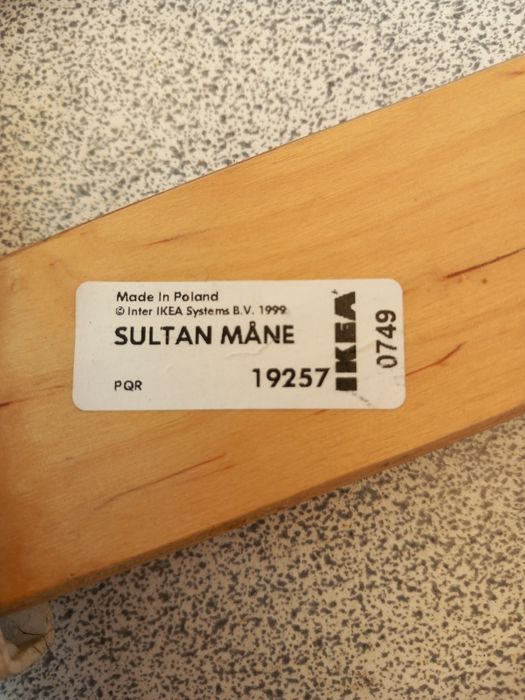 Made In Poland
© Inter IKEA Systems B.V. 1999
SULTAN MÅNE
PQR
19257
IKEA
0749